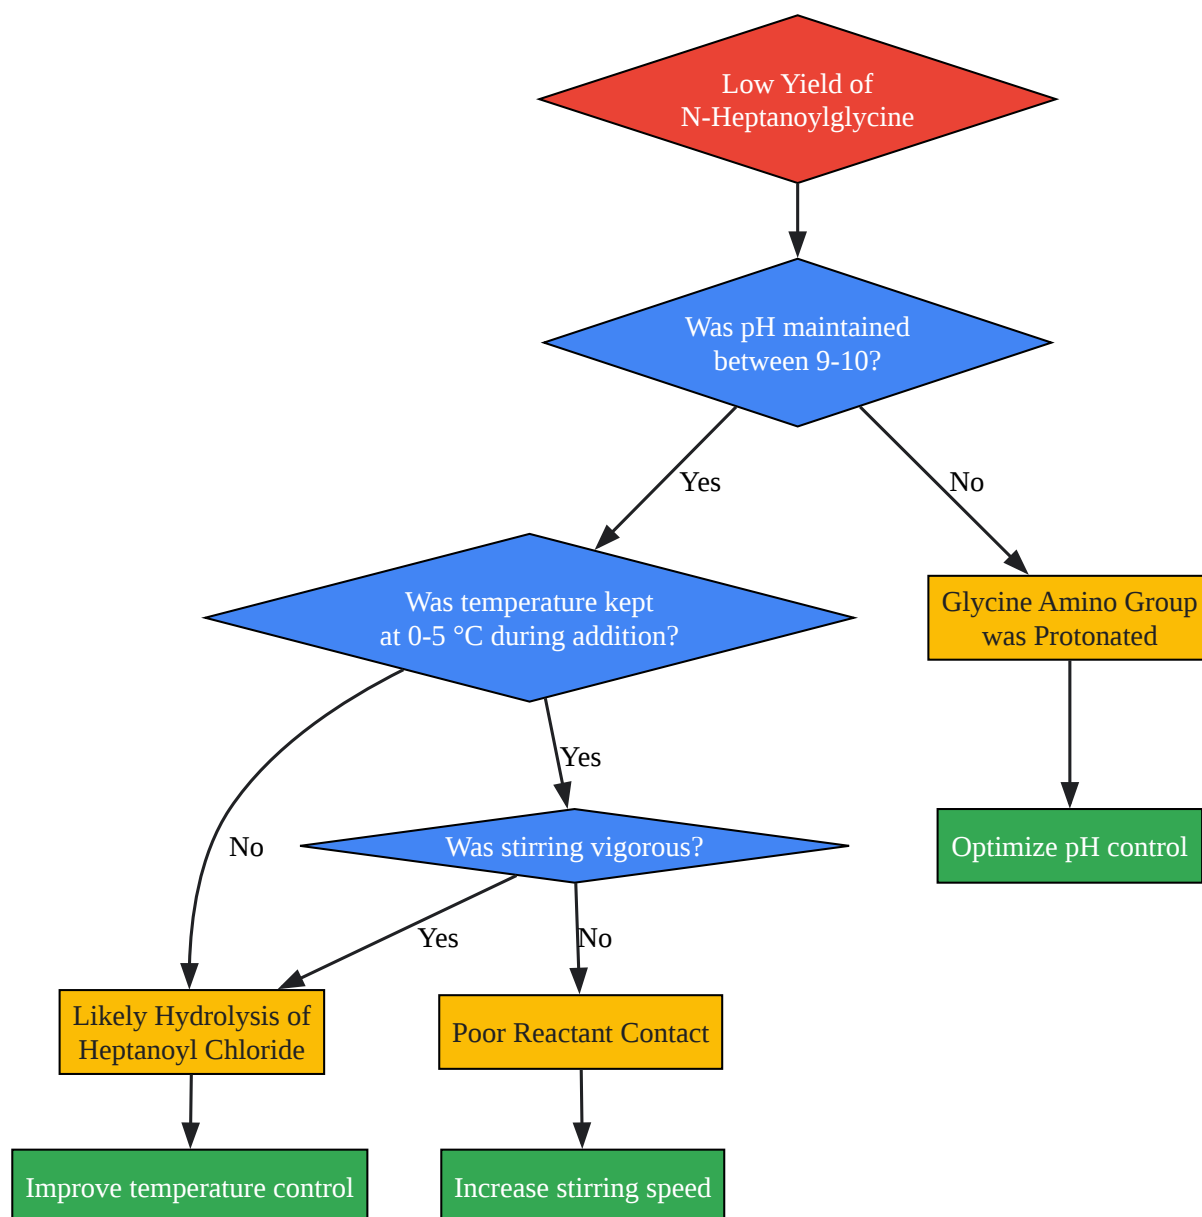 Low Yield of
N-Heptanoylglycine
Was pH maintained
between 9-10?
Yes
No
Was temperature kept
at 0-5 °C during addition?
Glycine Amino Group
was Protonated
Yes
No
Was stirring vigorous?
Optimize pH control
Yes
No
Likely Hydrolysis of
Heptanoyl Chloride
Poor Reactant Contact
Improve temperature control
Increase stirring speed